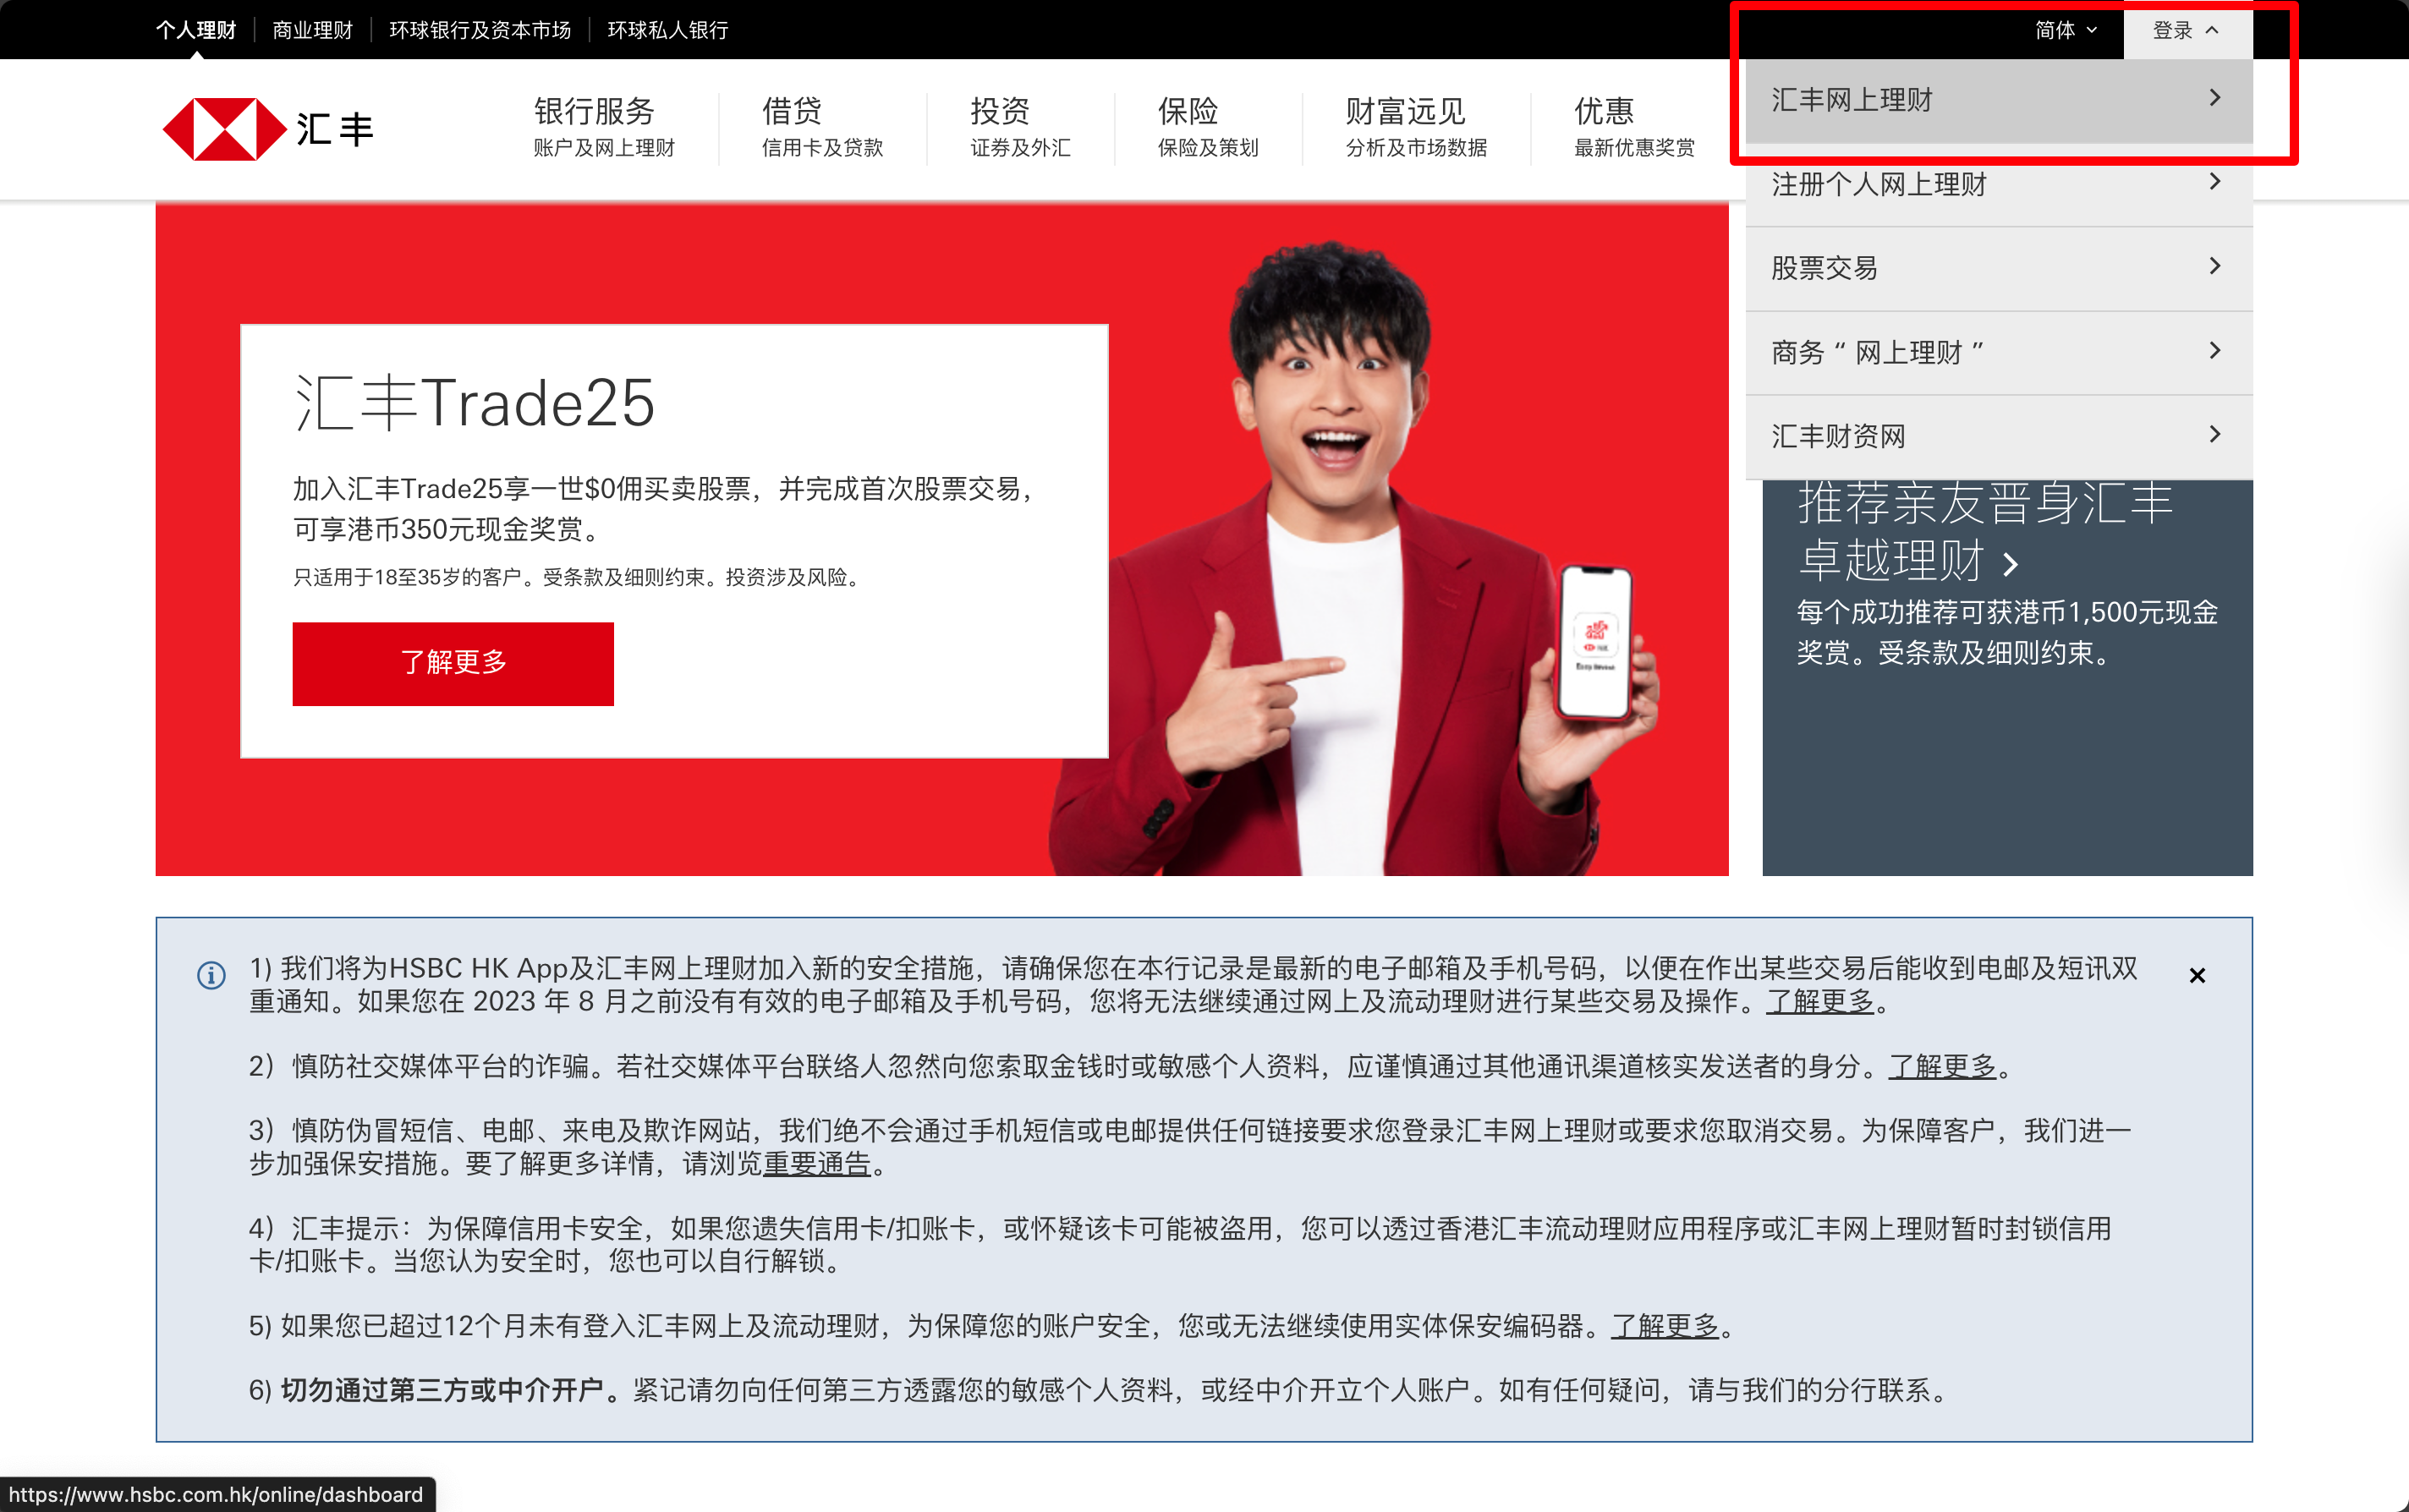 个人理财 商业理财 环球银行及资本市场 环球私人银行 简体 登录
汇丰
银行服务
账户及网上理财
借贷
信用卡及贷款
投资
证券及外汇
保险
保险及策划
财富远见
分析及市场数据
优惠
最新优惠奖赏
汇丰网上理财
注册个人网上理财
股票交易
商务“网上理财”
汇丰财资网
汇丰Trade25
加入汇丰Trade25享一世$0佣买卖股票，并完成首次股票交易，
可享港币350元现金奖赏。
只适用于18至35岁的客户。受条款及细则约束。投资涉及风险。
了解更多
推荐亲友晋身汇丰
卓越理财
每个成功推荐可获港币1,500元现金
奖赏。受条款及细则约束。
1) 我们将为HSBC HK App及汇丰网上理财加入新的安全措施，请确保您在本行记录是最新的电子邮箱及手机号码，以便在作出某些交易后能收到电邮及短讯双
重通知。如果您在 2023 年 8 月之前没有有效的电子邮箱及手机号码，您将无法继续通过网上及流动理财进行某些交易及操作。了解更多。
2）慎防社交媒体平台的诈骗。若社交媒体平台联络人忽然向您索取金钱时或敏感个人资料，应谨慎通过其他通讯渠道核实发送者的身分。了解更多。
3）慎防伪冒短信、电邮、来电及欺诈网站，我们绝不会通过手机短信或电邮提供任何链接要求您登录汇丰网上理财或要求您取消交易。为保障客户，我们进一
步加强保安措施。要了解更多详情，请浏览重要通告。
4）汇丰提示：为保障信用卡安全，如果您遗失信用卡/扣账卡，或怀疑该卡可能被盗用，您可以透过香港汇丰流动理财应用程序或汇丰网上理财暂时封锁信用
卡/扣账卡。当您认为安全时，您也可以自行解锁。
5) 如果您已超过12个月未有登入汇丰网上及流动理财，为保障您的账户安全，您或无法继续使用实体保安编码器。了解更多。
6) 切勿通过第三方或中介开户。紧记请勿向任何第三方透露您的敏感个人资料，或经中介开立个人账户。如有任何疑问，请与我们的分行联系。
https://www.hsbc.com.hk/online/dashboard